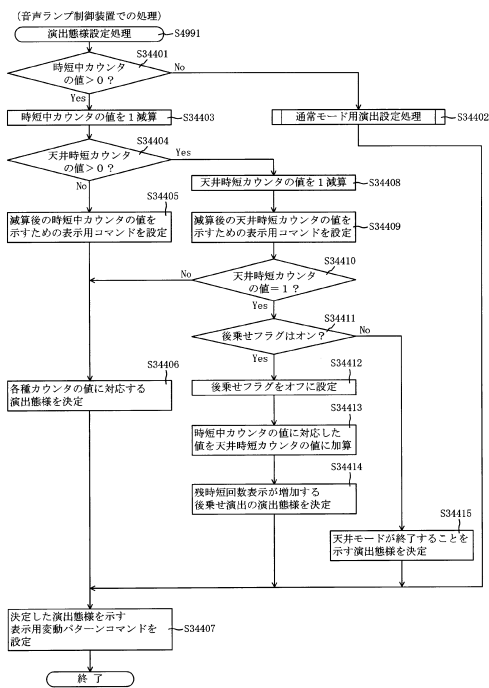 (音声ランプ制御装置での処理)
演出態様設定処理
S4991
S34401
時短中カウンタ
の値>0?
No
Yes
時短中カウンタの値を1減算
S34403
通常モード用演出設定処理
S34402
S34404
天井時短カウンタ
の値>0?
Yes
No
天井時短カウンタの値を1減算
S34408
S34405
減算後の時短中カウンタの値を
示すための表示用コマンドを設定
減算後の天井時短カウンタの値を
示すための表示用コマンドを設定
S34409
S34410
天井時短カウンタ
の値=1?
No
Yes
S34411
後乗せフラグはオン?
No
Yes
S34406
各種カウンタの値に対応する
演出態様を決定
S34412
後乗せフラグをオフに設定
S34413
時短中カウンタの値に対応した
値を天井時短カウンタの値に加算
S34414
残時短回数表示が増加する
後乗せ演出の演出態様を決定
S34415
天井モードが終了することを
示す演出態様を決定
決定した演出態様を示す
表示用変動パターンコマンドを
設定
S34407
終了